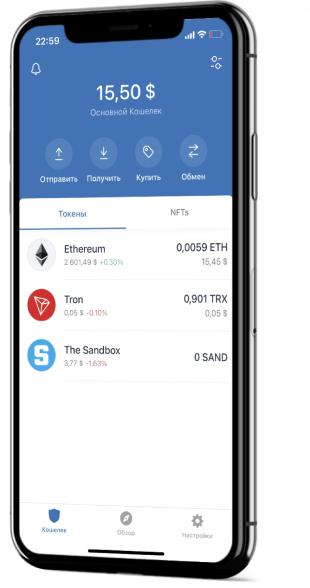 22:59
15,50 $
Основной Кошелек
Отправить Получить Купить Обмен
Токены NFTs
Ethereum 0,0059 ETH
2 601,49 $ +0.30% 15,45 $
Tron 0,901 TRX
0,05 $ -0.10% 0,05 $
The Sandbox 0 SAND
3,77 $ -1.63%
Кошелек Обзор Настройки